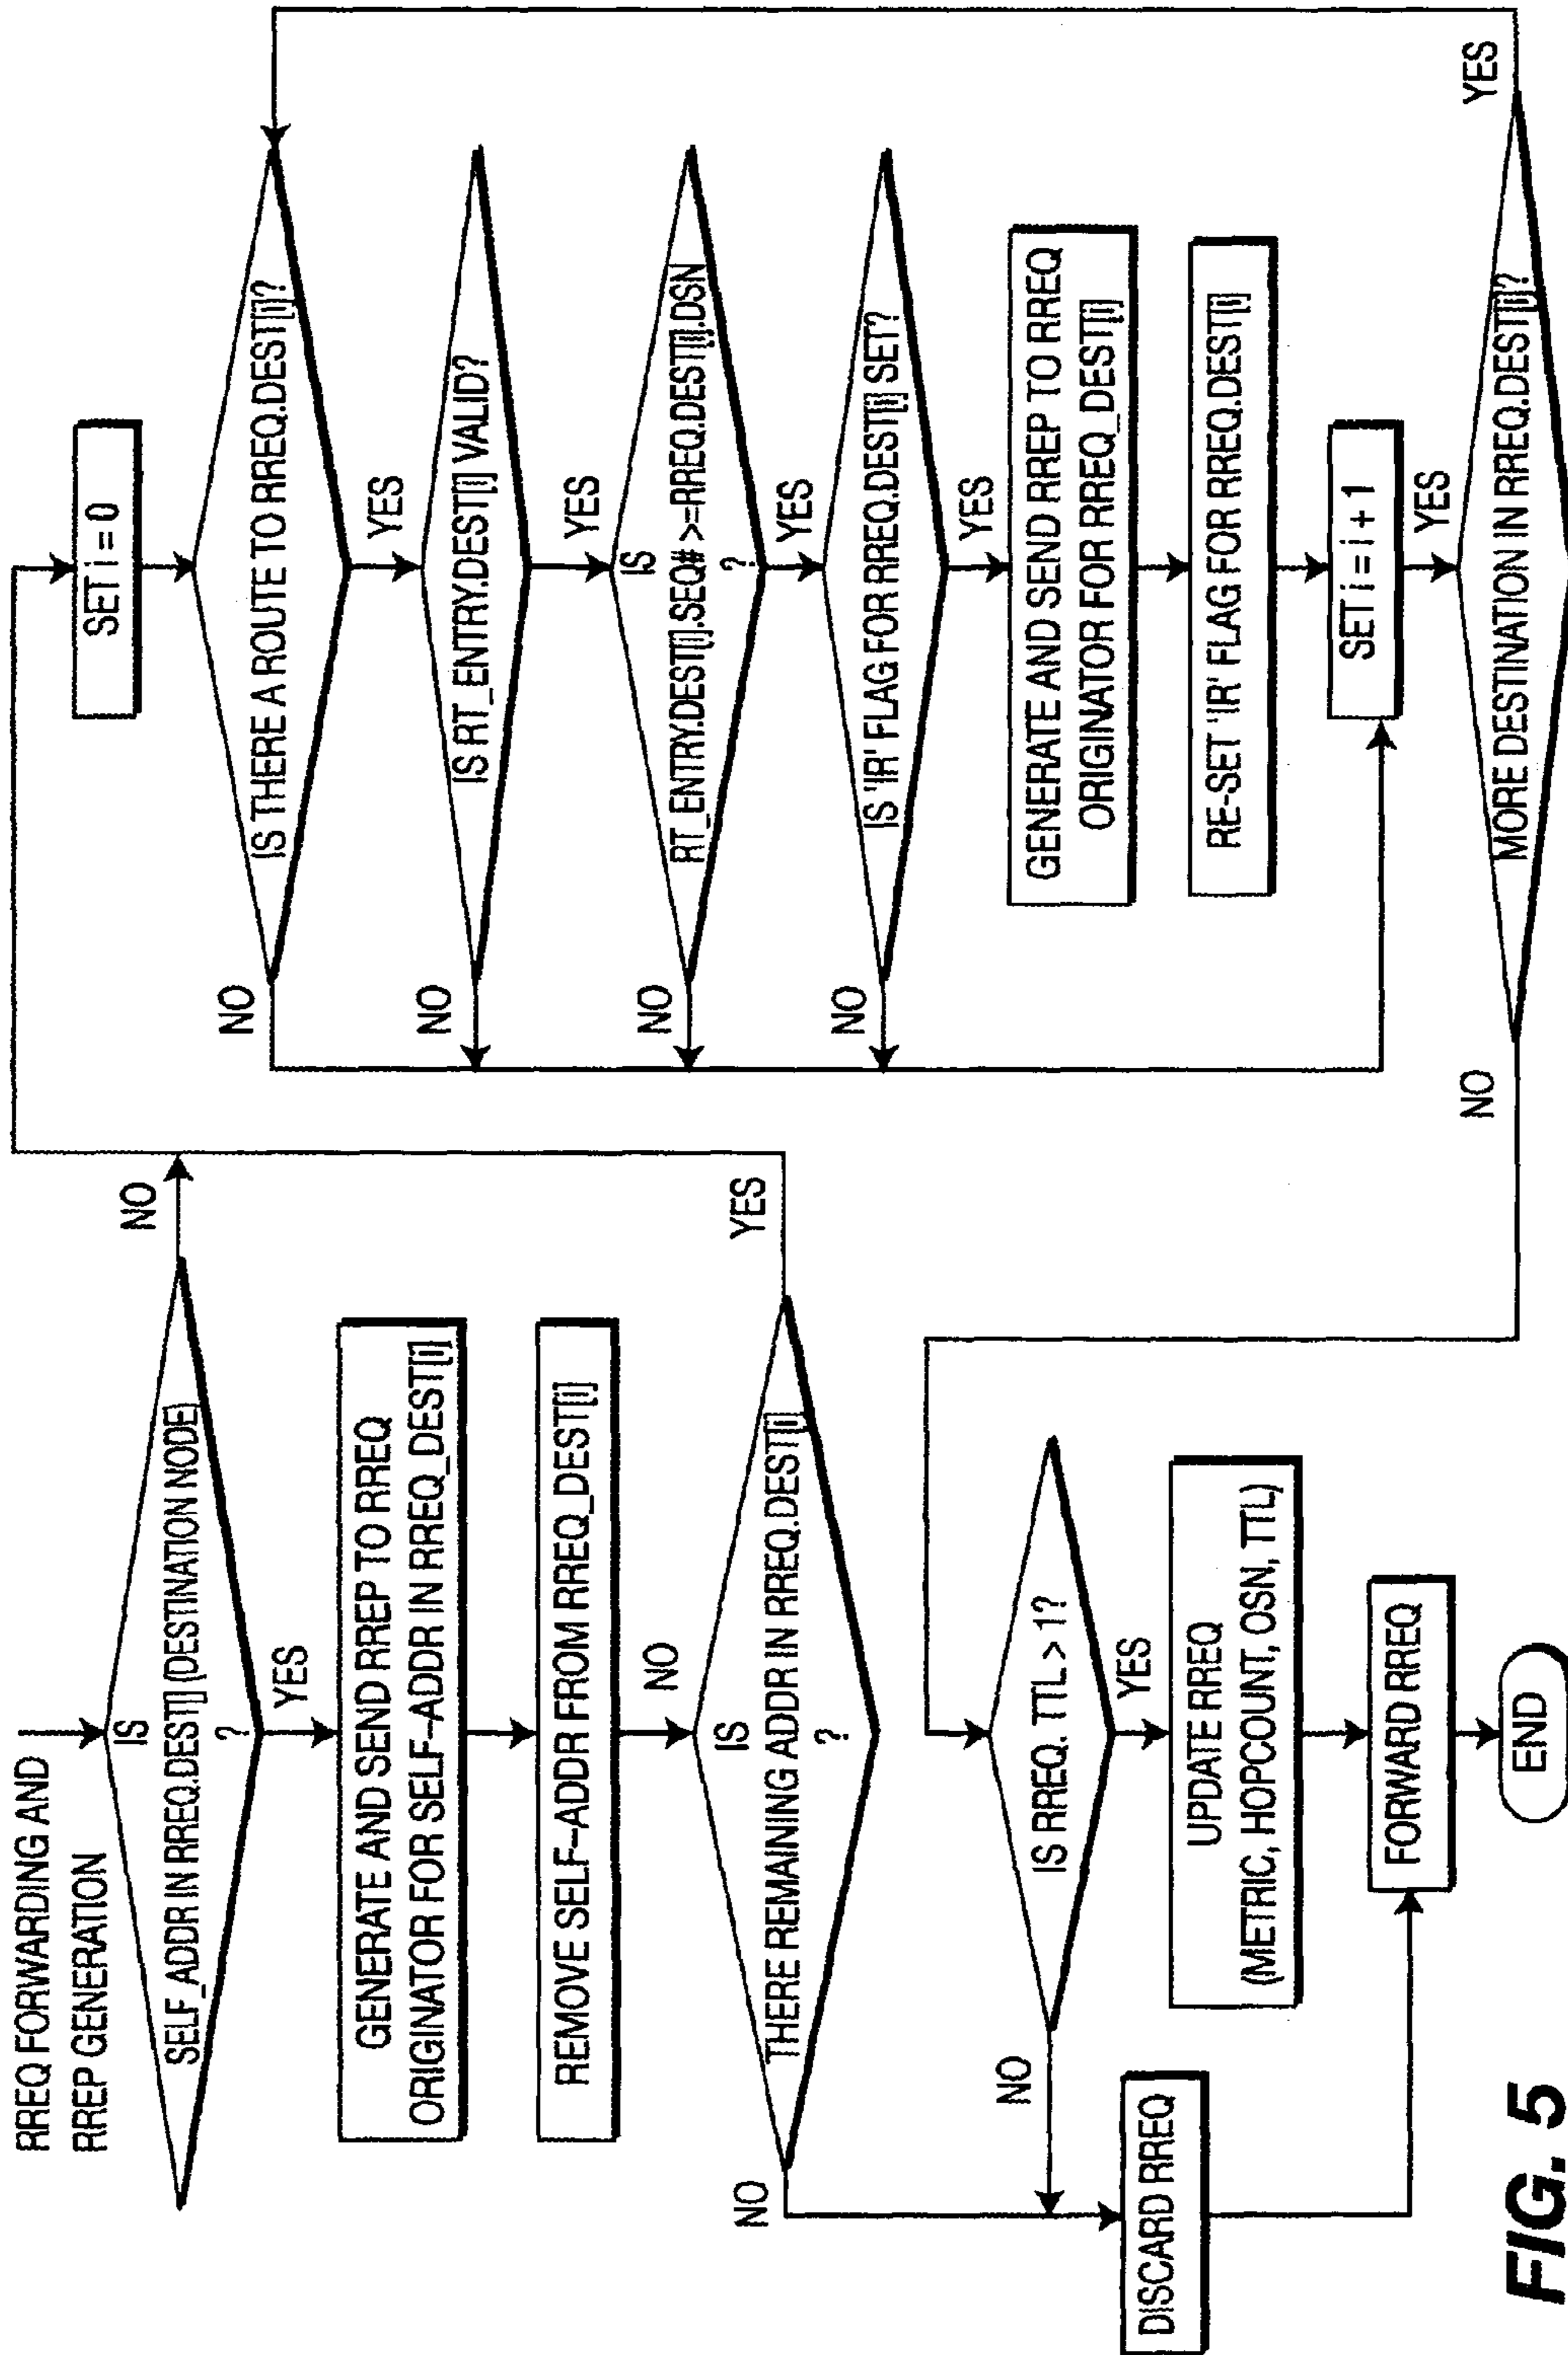 RREQ FORWARDING AND
RREP GENERATION
IS
SELF_ADDR IN RREQ.DEST[] (DESTINATION NODE)
?
NO
YES
GENERATE AND SEND RREP TO RREQ
ORIGINATOR FOR SELF-ADDR IN RREQ_DEST[i]
REMOVE SELF-ADDR FROM RREQ_DEST[i]
NO
IS
THERE REMAINING ADDR IN RREQ.DEST[i]
?
YES
NO
IS RREQ. TTL > 1?
NO
YES
DISCARD RREQ
UPDATE RREQ
(METRIC, HOPCOUNT, OSN, TTL)
FORWARD RREQ
END
SET i = 0
IS THERE A ROUTE TO RREQ.DEST[i]?
NO
YES
IS RT_ENTRY.DEST[i] VALID?
NO
YES
IS
RT_ENTRY.DEST[i].SEQ# >=RREQ.DEST[i].DSN
?
NO
YES
IS 'IR' FLAG FOR RREQ.DEST[i] SET?
NO
YES
GENERATE AND SEND RREP TO RREQ
ORIGINATOR FOR RREQ_DEST[i]
RE-SET 'IR' FLAG FOR RREQ.DEST[i]
SET i = i + 1
YES
MORE DESTINATION IN RREQ.DEST[i]?
YES
NO
FIG. 5